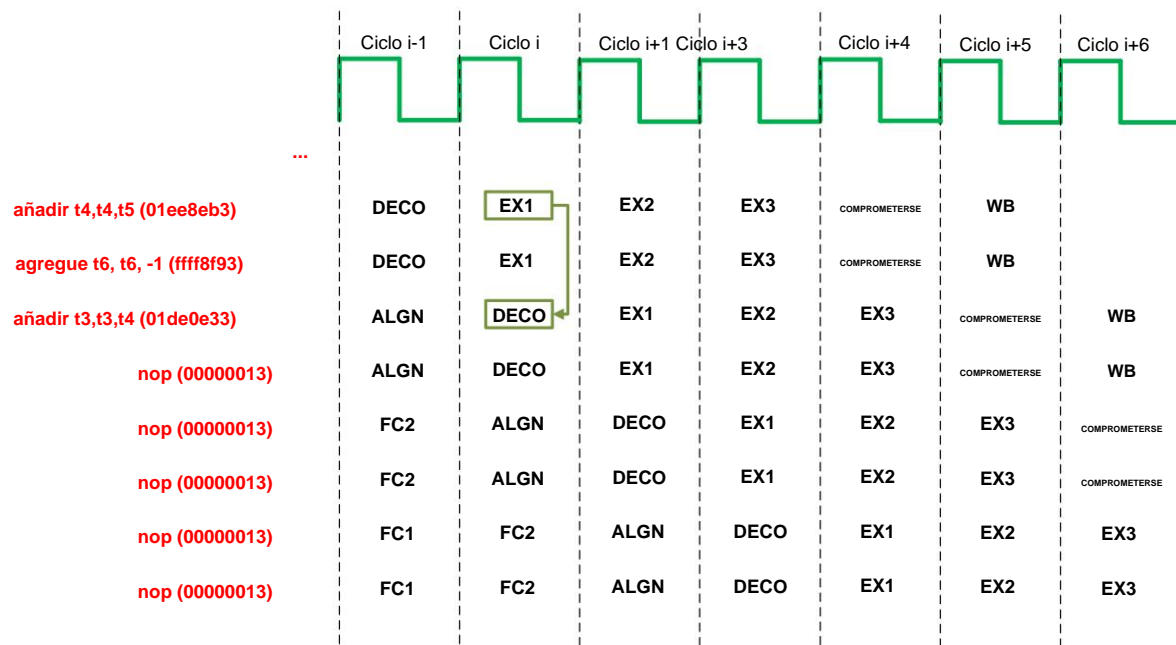 Ciclo i-1 Ciclo i Ciclo i+1 Ciclo i+3 Ciclo i+4 Ciclo i+5 Ciclo i+6
...
añadir t4,t4,t5 (01ee8eb3) DECO EX1 EX2 EX3 COMPROMETERSE WB
agregue t6, t6, -1 (ffff8f93) DECO EX1 EX2 EX3 COMPROMETERSE WB
añadir t3,t3,t4 (01de0e33) ALGN DECO EX1 EX2 EX3 COMPROMETERSE WB
nop (00000013) ALGN DECO EX1 EX2 EX3 COMPROMETERSE WB
nop (00000013) FC2 ALGN DECO EX1 EX2 EX3 COMPROMETERSE
nop (00000013) FC2 ALGN DECO EX1 EX2 EX3 COMPROMETERSE
nop (00000013) FC1 FC2 ALGN DECO EX1 EX2 EX3
nop (00000013) FC1 FC2 ALGN DECO EX1 EX2 EX3